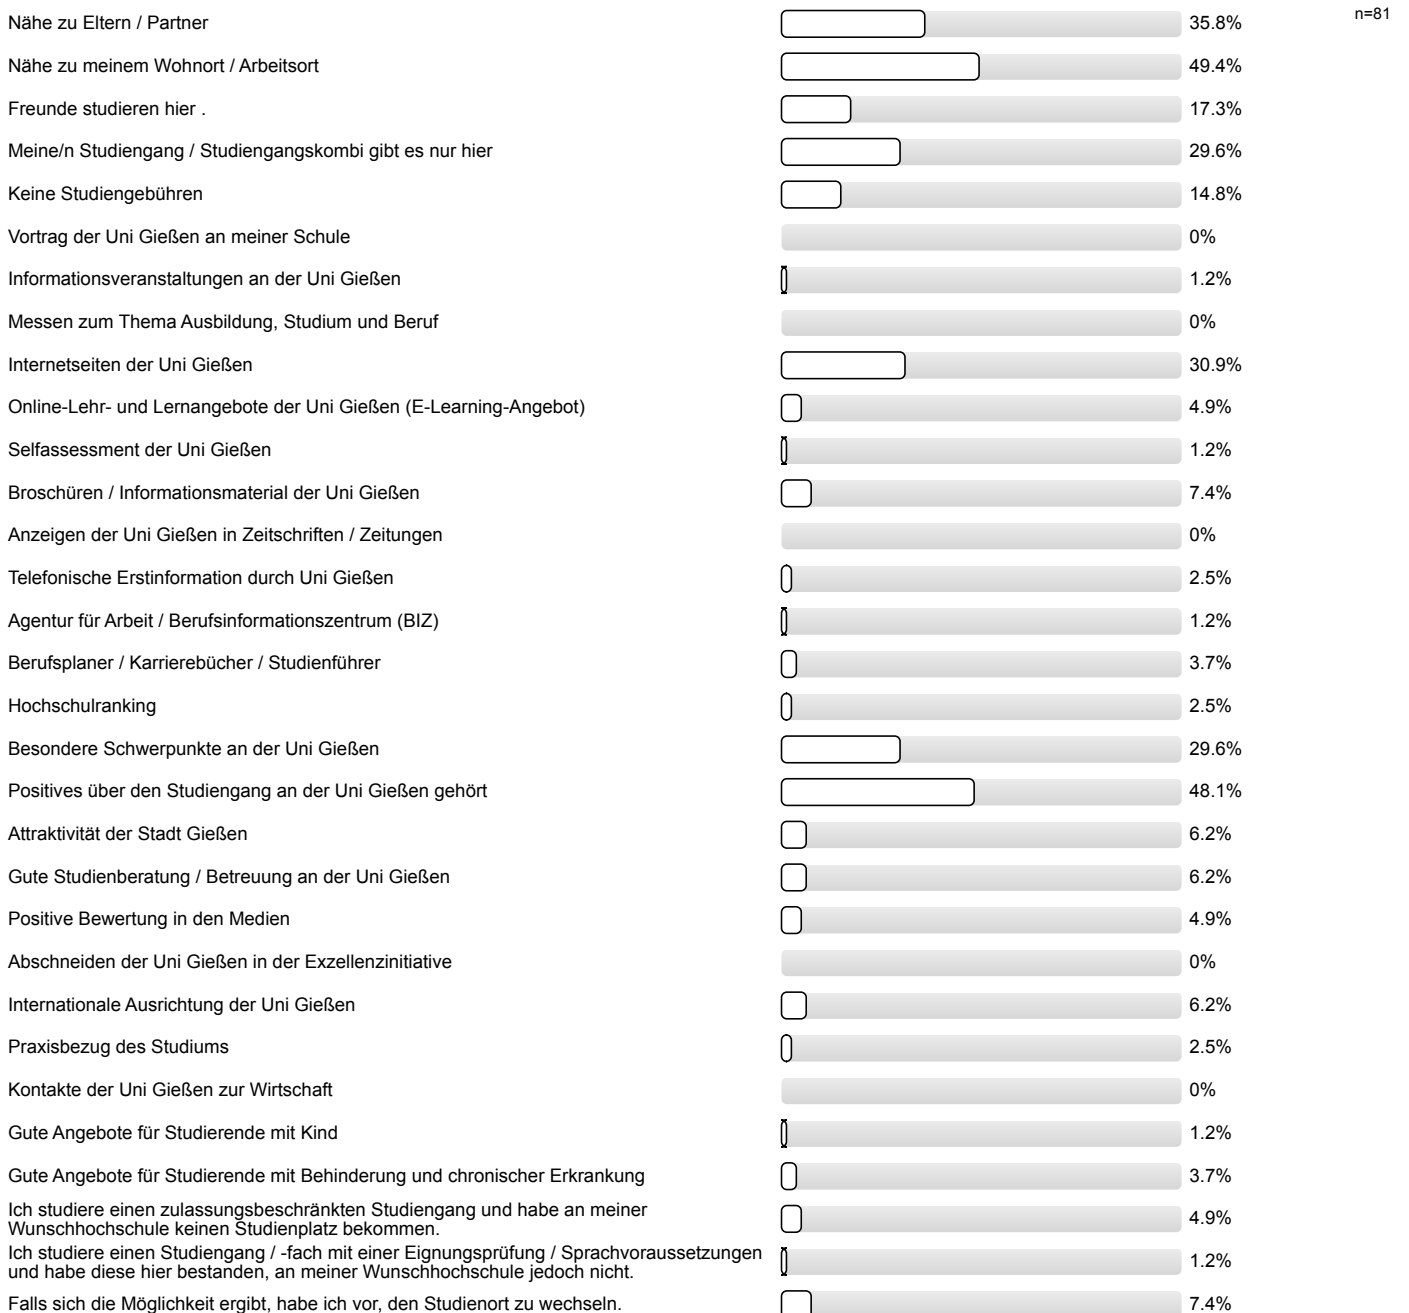 Nähe zu Eltern / Partner 35.8% n=81
Nähe zu meinem Wohnort / Arbeitsort 49.4%
Freunde studieren hier . 17.3%
Meine/n Studiengang / Studiengangskombi gibt es nur hier 29.6%
Keine Studiengebühren 14.8%
Vortrag der Uni Gießen an meiner Schule 0%
Informationsveranstaltungen an der Uni Gießen 1.2%
Messen zum Thema Ausbildung, Studium und Beruf 0%
Internetseiten der Uni Gießen 30.9%
Online-Lehr- und Lernangebote der Uni Gießen (E-Learning-Angebot) 4.9%
Selfassessment der Uni Gießen 1.2%
Broschüren / Informationsmaterial der Uni Gießen 7.4%
Anzeigen der Uni Gießen in Zeitschriften / Zeitungen 0%
Telefonische Erstinformation durch Uni Gießen 2.5%
Agentur für Arbeit / Berufsinformationszentrum (BIZ) 1.2%
Berufsplaner / Karrierebücher / Studienführer 3.7%
Hochschulranking 2.5%
Besondere Schwerpunkte an der Uni Gießen 29.6%
Positives über den Studiengang an der Uni Gießen gehört 48.1%
Attraktivität der Stadt Gießen 6.2%
Gute Studienberatung / Betreuung an der Uni Gießen 6.2%
Positive Bewertung in den Medien 4.9%
Abschneiden der Uni Gießen in der Exzellenzinitiative 0%
Internationale Ausrichtung der Uni Gießen 6.2%
Praxisbezug des Studiums 2.5%
Kontakte der Uni Gießen zur Wirtschaft 0%
Gute Angebote für Studierende mit Kind 1.2%
Gute Angebote für Studierende mit Behinderung und chronischer Erkrankung 3.7%
Ich studiere einen zulassungsbeschränkten Studiengang und habe an meiner
Wunschhochschule keinen Studienplatz bekommen. 4.9%
Ich studiere einen Studiengang / -fach mit einer Eignungsprüfung / Sprachvoraussetzungen
und habe diese hier bestanden, an meiner Wunschhochschule jedoch nicht. 1.2%
Falls sich die Möglichkeit ergibt, habe ich vor, den Studienort zu wechseln. 7.4%